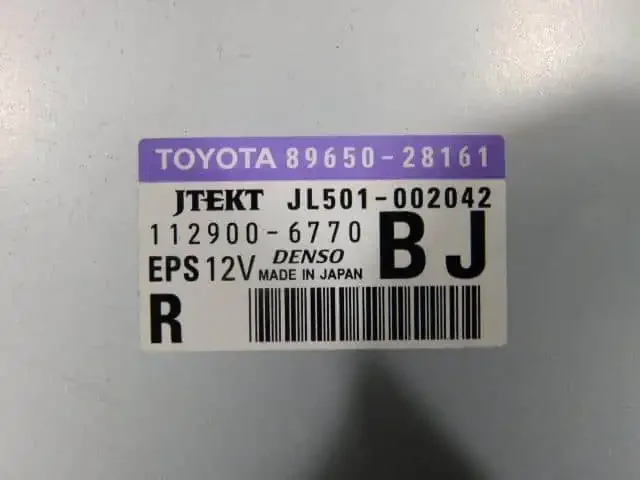 TOYOTA 89650-28161
JTEKT JL501-002042
112900-6770 BJ
EPS 12V DENSO
MADE IN JAPAN
R